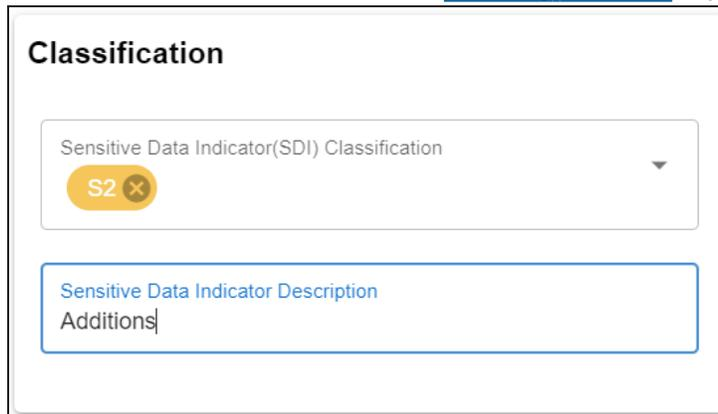 Classification
Sensitive Data Indicator(SDI) Classification
S2
Sensitive Data Indicator Description
Additions